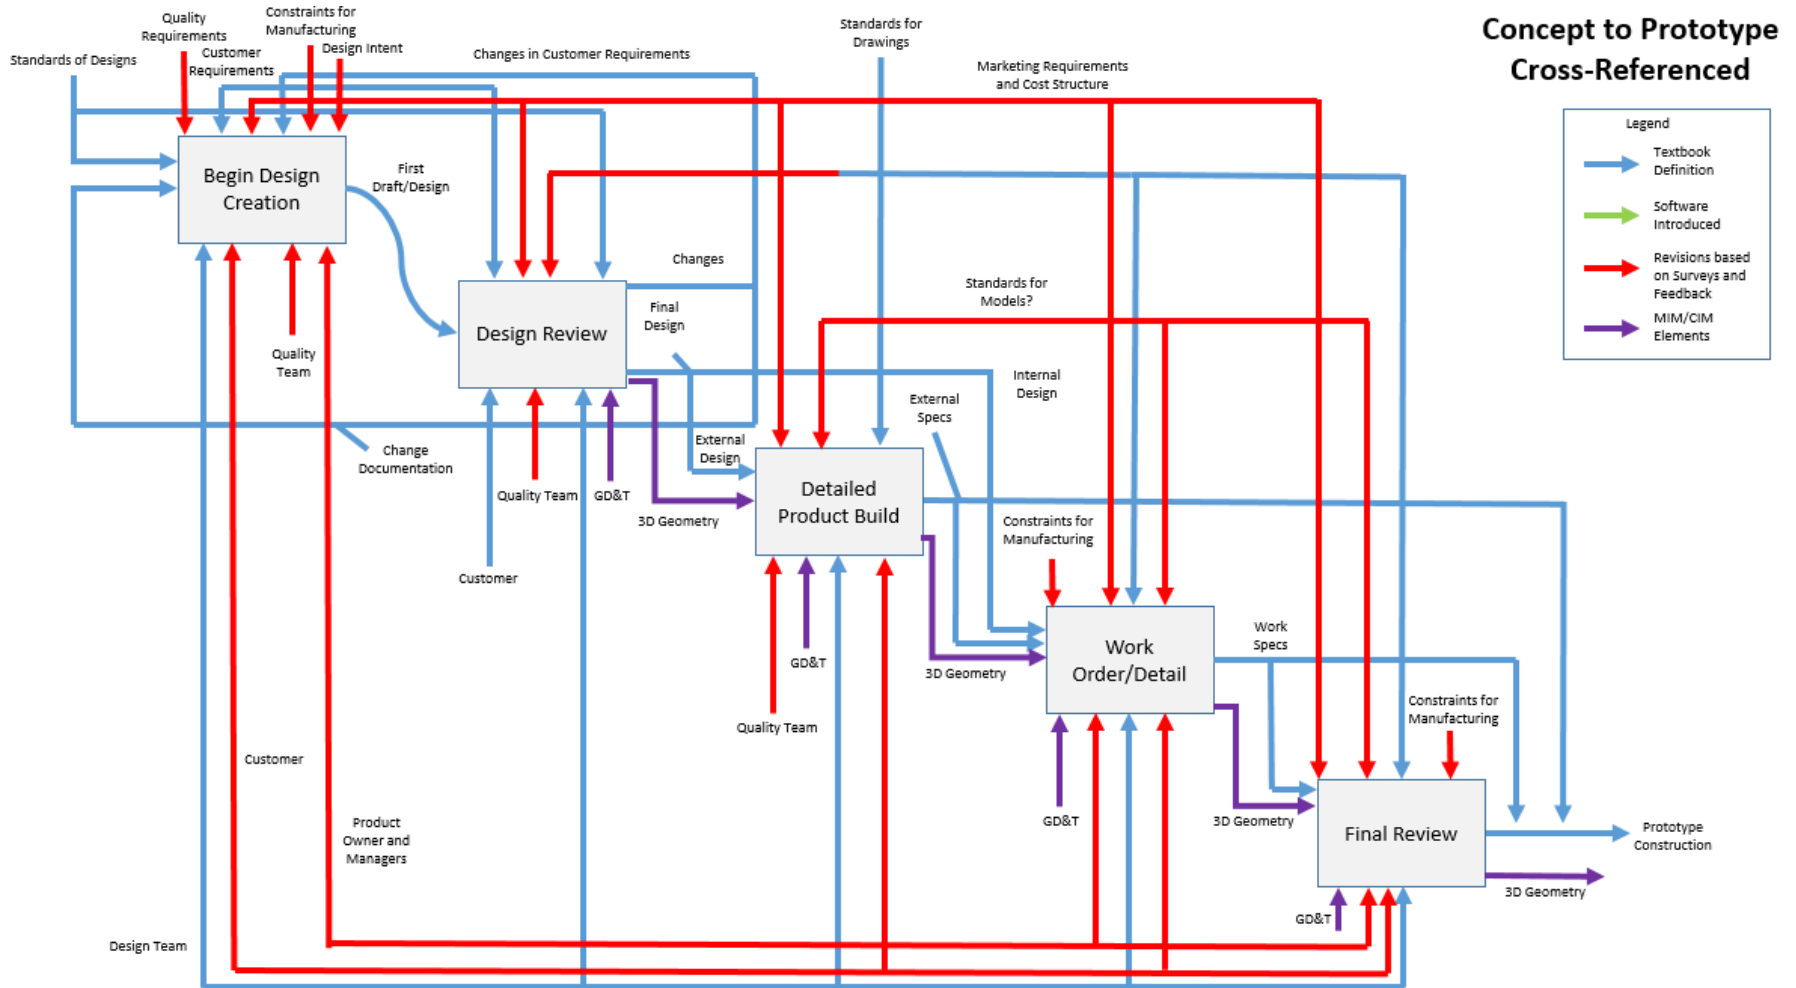 Concept to Prototype
Cross-Referenced
Quality
Requirements
Constraints for
Manufacturing
Design Intent
Standards of Designs
Customer
Requirements
Changes in Customer Requirements
Standards for
Drawings
Marketing Requirements
and Cost Structure
Legend
Textbook
Definition
Software
Introduced
Revisions based
on Surveys and
Feedback
MIM/CIM
Elements
Begin Design
Creation
First
Draft/Design
Changes
Final
Design
Standards for
Models?
Design Review
Quality
Team
Internal
Design
External
Specs
External
Design
Change
Documentation
Quality Team
GD&T
3D Geometry
Detailed
Product Build
Constraints for
Manufacturing
Customer
Work
Order/Detail
Work
Specs
GD&T
3D Geometry
Quality Team
Constraints for
Manufacturing
Customer
GD&T
3D Geometry
Product
Owner and
Managers
Final Review
Prototype
Construction
3D Geometry
GD&T
Design Team